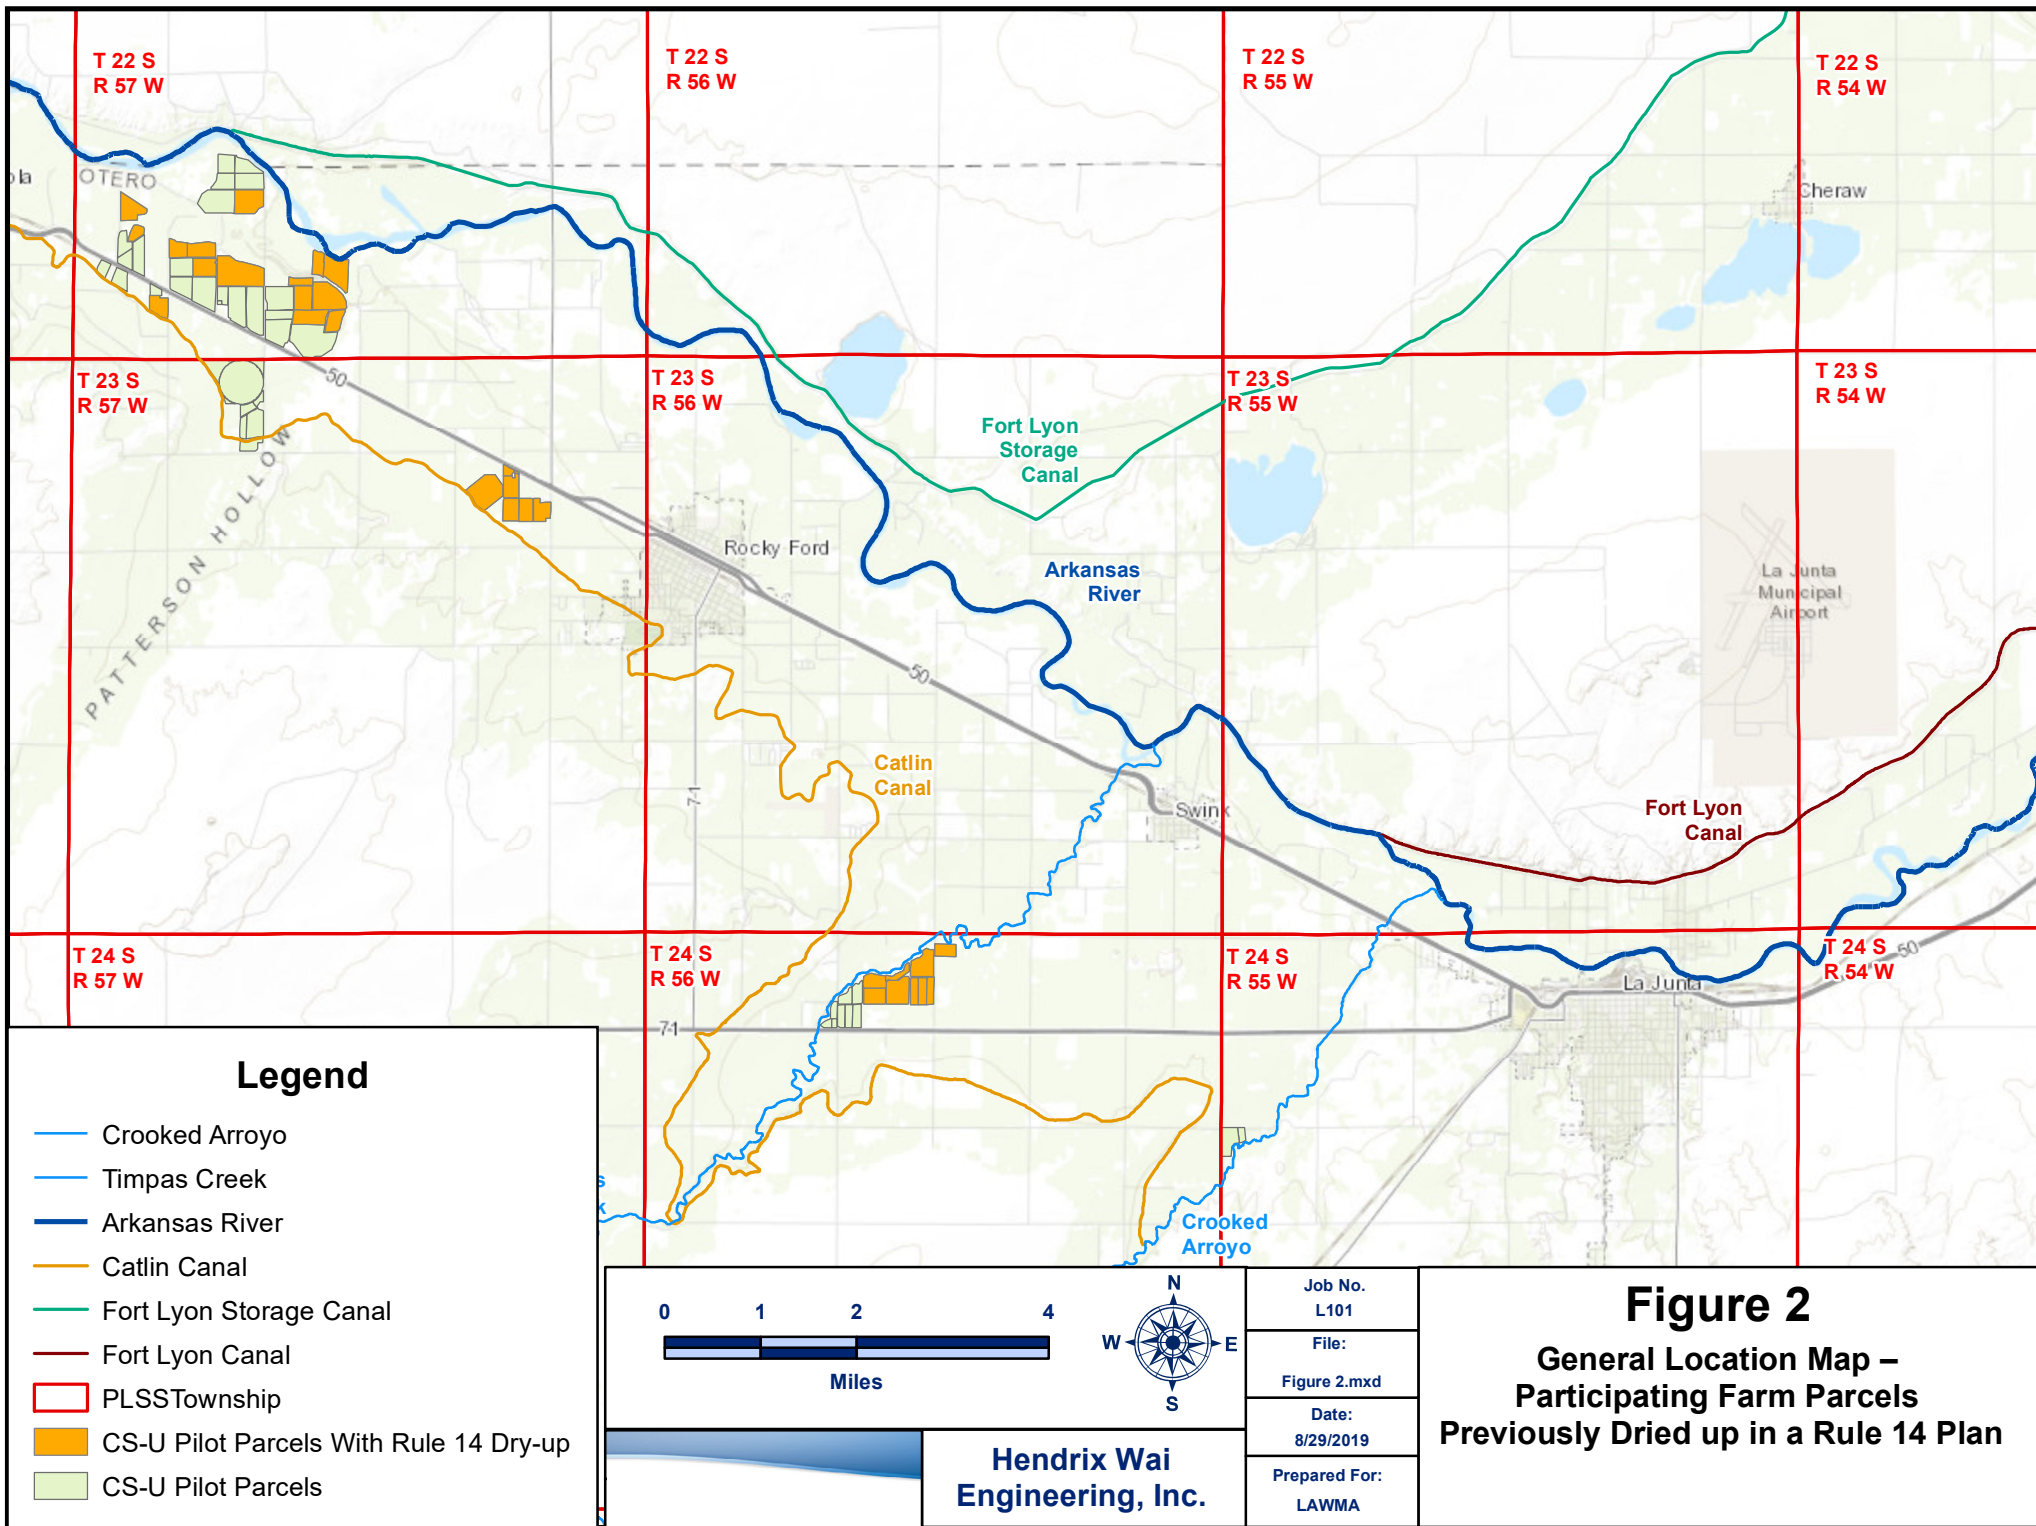 T 22 S
R 57 W
T 22 S
R 56 W
T 22 S
R 55 W
T 22 S
R 54 W
OTERO
Cheraw
T 23 S
R 57 W
50
T 23 S
R 56 W
T 23 S
R 55 W
T 23 S
R 54 W
Fort Lyon
Storage
Canal
PATTERSON HOLLOW
Rocky Ford
Arkansas
River
La Junta
Municipal
Airport
50
Catlin
Canal
71
Swink
Fort Lyon
Canal
T 24 S
R 57 W
T 24 S
R 56 W
T 24 S
R 55 W
T 24 S
R 54 W
50
La Junta
71
Crooked
Arroyo
Legend
Crooked Arroyo
Timpas Creek
Arkansas River
Catlin Canal
Fort Lyon Storage Canal
Fort Lyon Canal
PLSSTownship
CS-U Pilot Parcels With Rule 14 Dry-up
CS-U Pilot Parcels
0 1 2 4
Miles
N
W E
S
Hendrix Wai
Engineering, Inc.
Job No.
L101
File:
Figure 2.mxd
Date:
8/29/2019
Prepared For:
LAWMA
Figure 2
General Location Map –
Participating Farm Parcels
Previously Dried up in a Rule 14 Plan